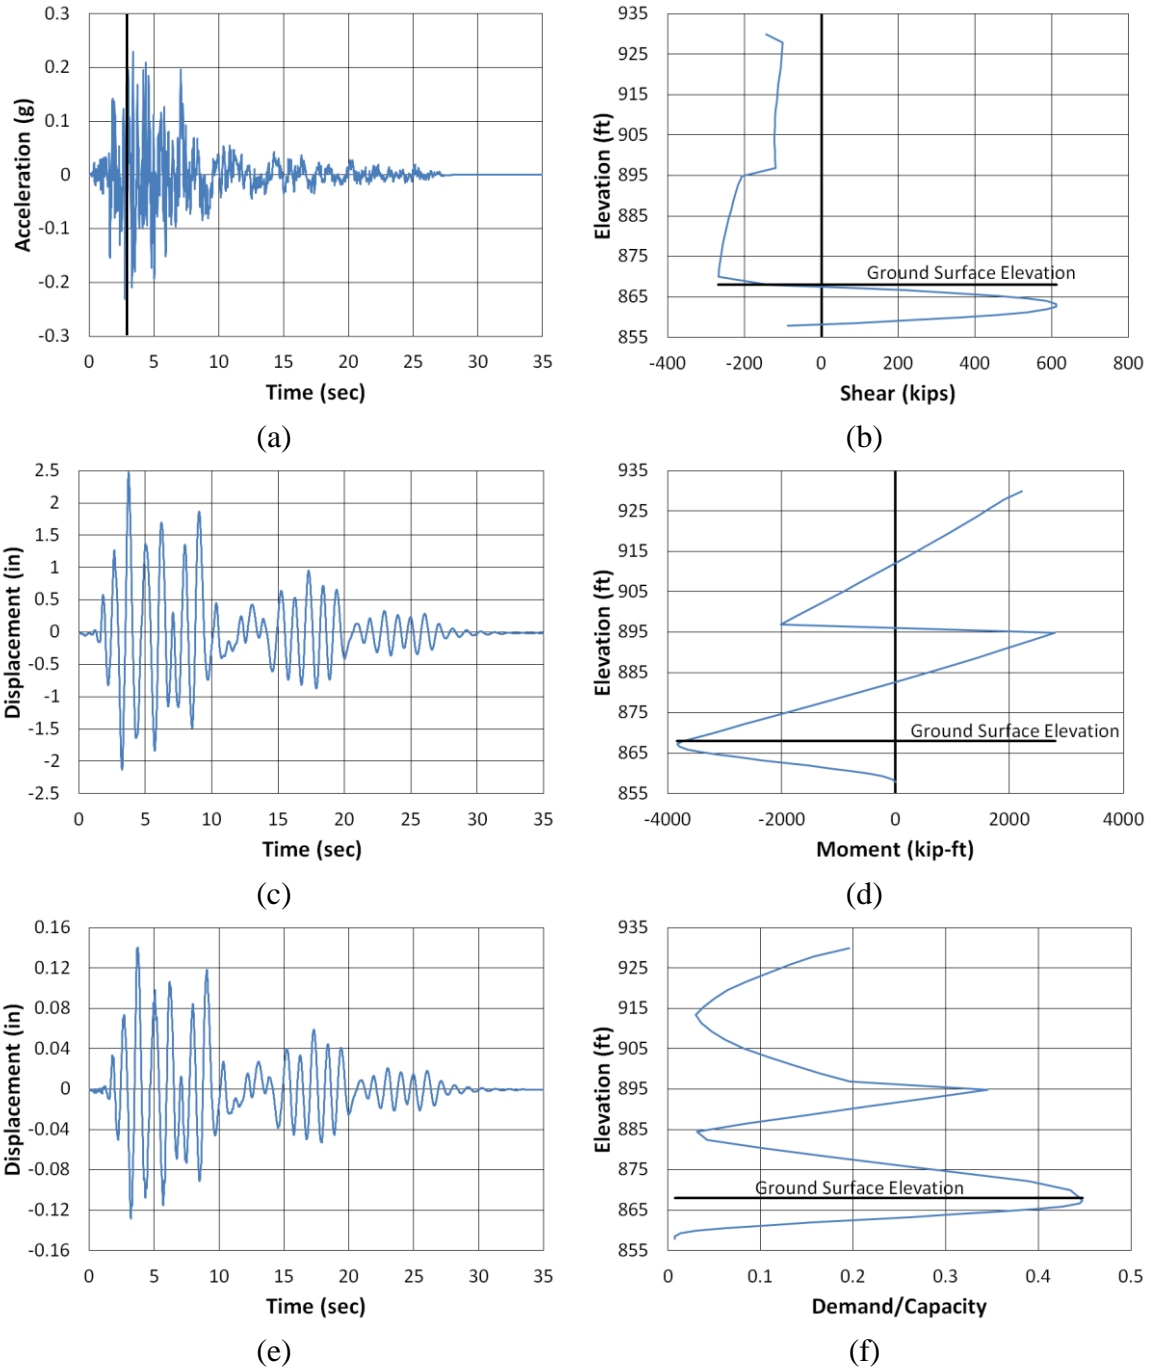 0.3
0.2
0.1
0
-0.1
-0.2
-0.3
Acceleration (g)
0 5 10 15 20 25 30 35
Time (sec)
(a)
935
925
915
905
895
885
875
865
855
Elevation (ft)
Ground Surface Elevation
-400 -200 0 200 400 600 800
Shear (kips)
(b)
2.5
2
1.5
1
0.5
0
-0.5
-1
-1.5
-2
-2.5
Displacement (in)
0 5 10 15 20 25 30 35
Time (sec)
(c)
935
925
915
905
895
885
875
865
855
Elevation (ft)
Ground Surface Elevation
-4000 -2000 0 2000 4000
Moment (kip-ft)
(d)
0.16
0.12
0.08
0.04
0
-0.04
-0.08
-0.12
-0.16
Displacement (in)
0 5 10 15 20 25 30 35
Time (sec)
(e)
935
925
915
905
895
885
875
865
855
Elevation (ft)
Ground Surface Elevation
0 0.1 0.2 0.3 0.4 0.5
Demand/Capacity
(f)